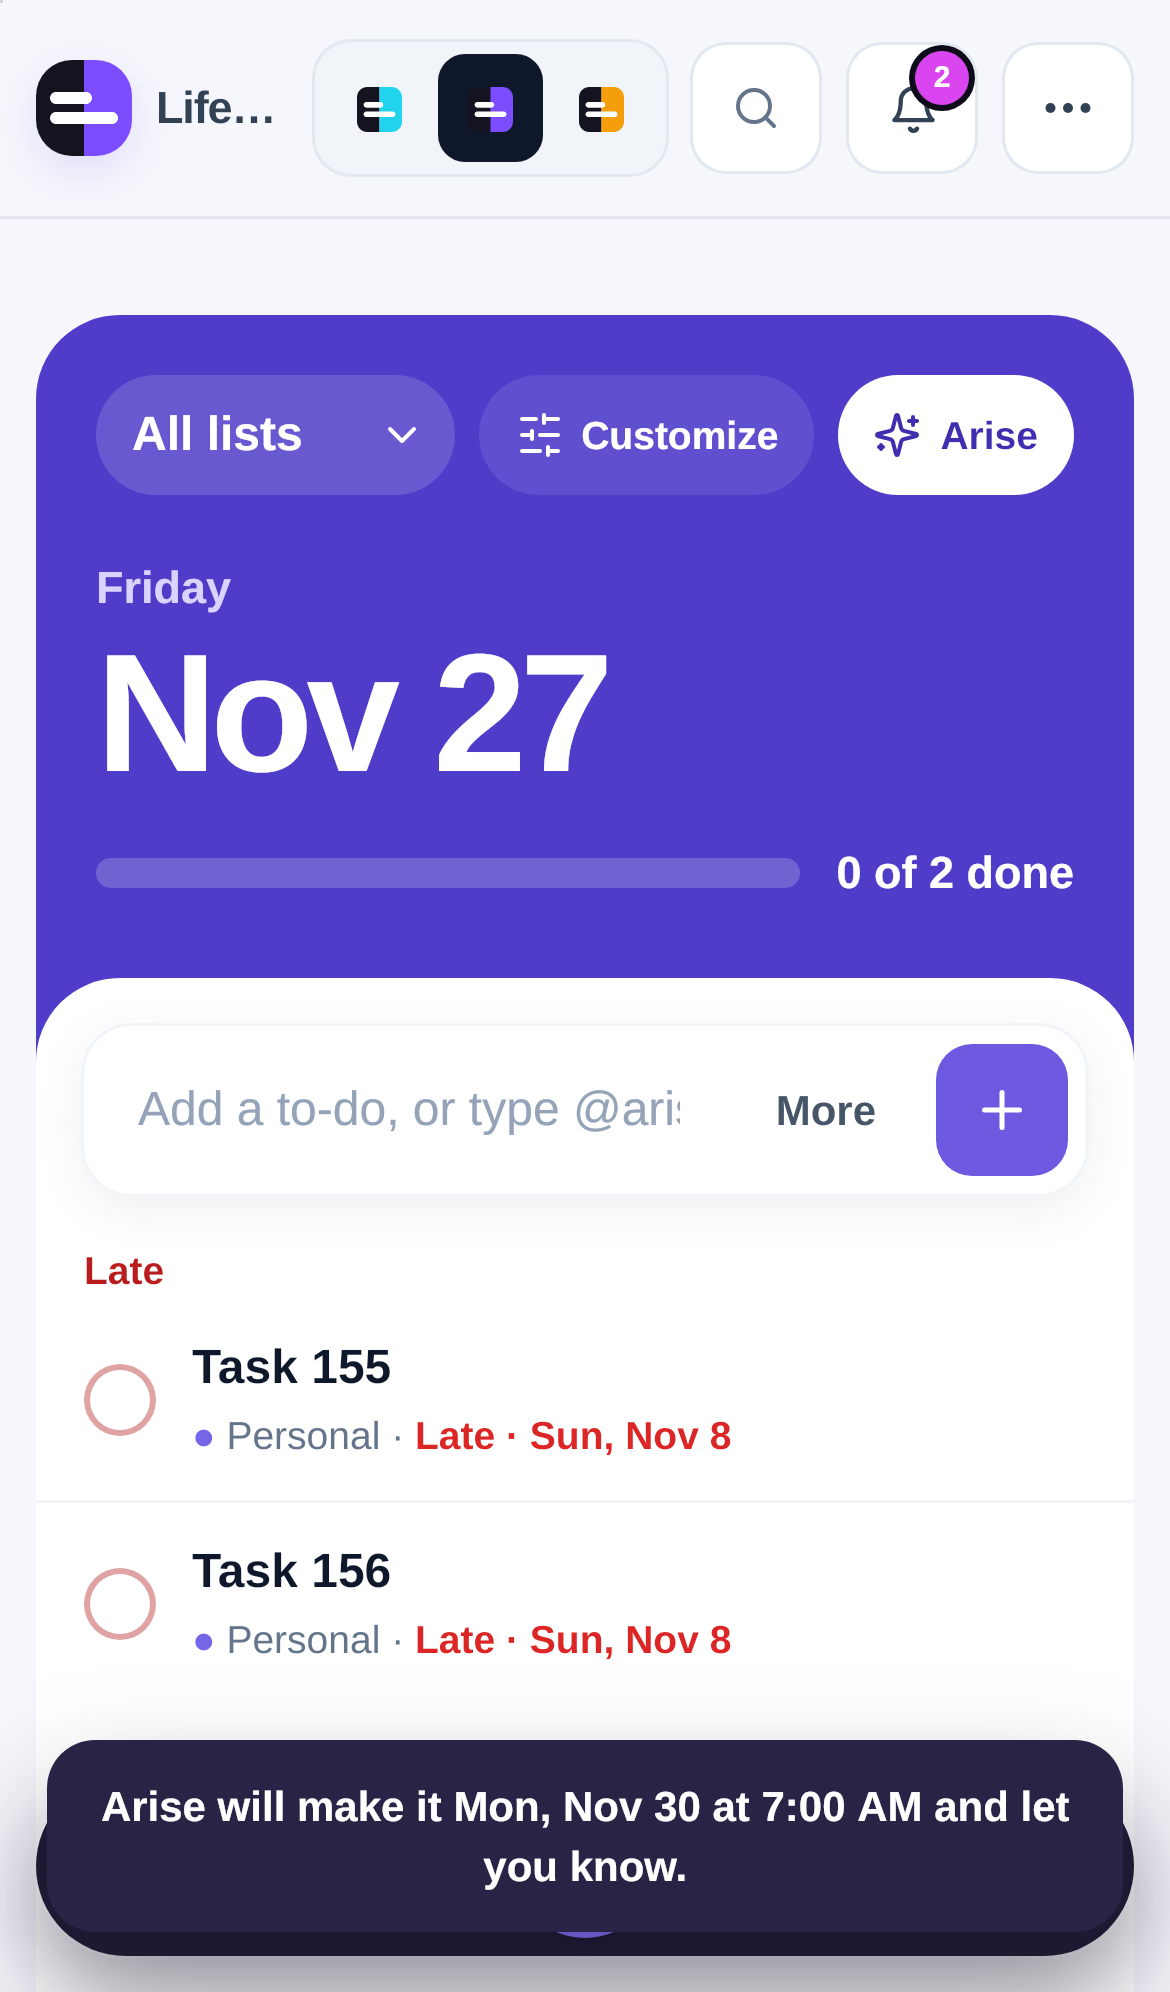 Life…
2
All lists
Customize
Arise
Friday
Nov 27
0 of 2 done
Add a to-do, or type @ari
More
Late
Task 155
Personal · Late · Sun, Nov 8
Task 156
Personal · Late · Sun, Nov 8
Arise will make it Mon, Nov 30 at 7:00 AM and let
you know.